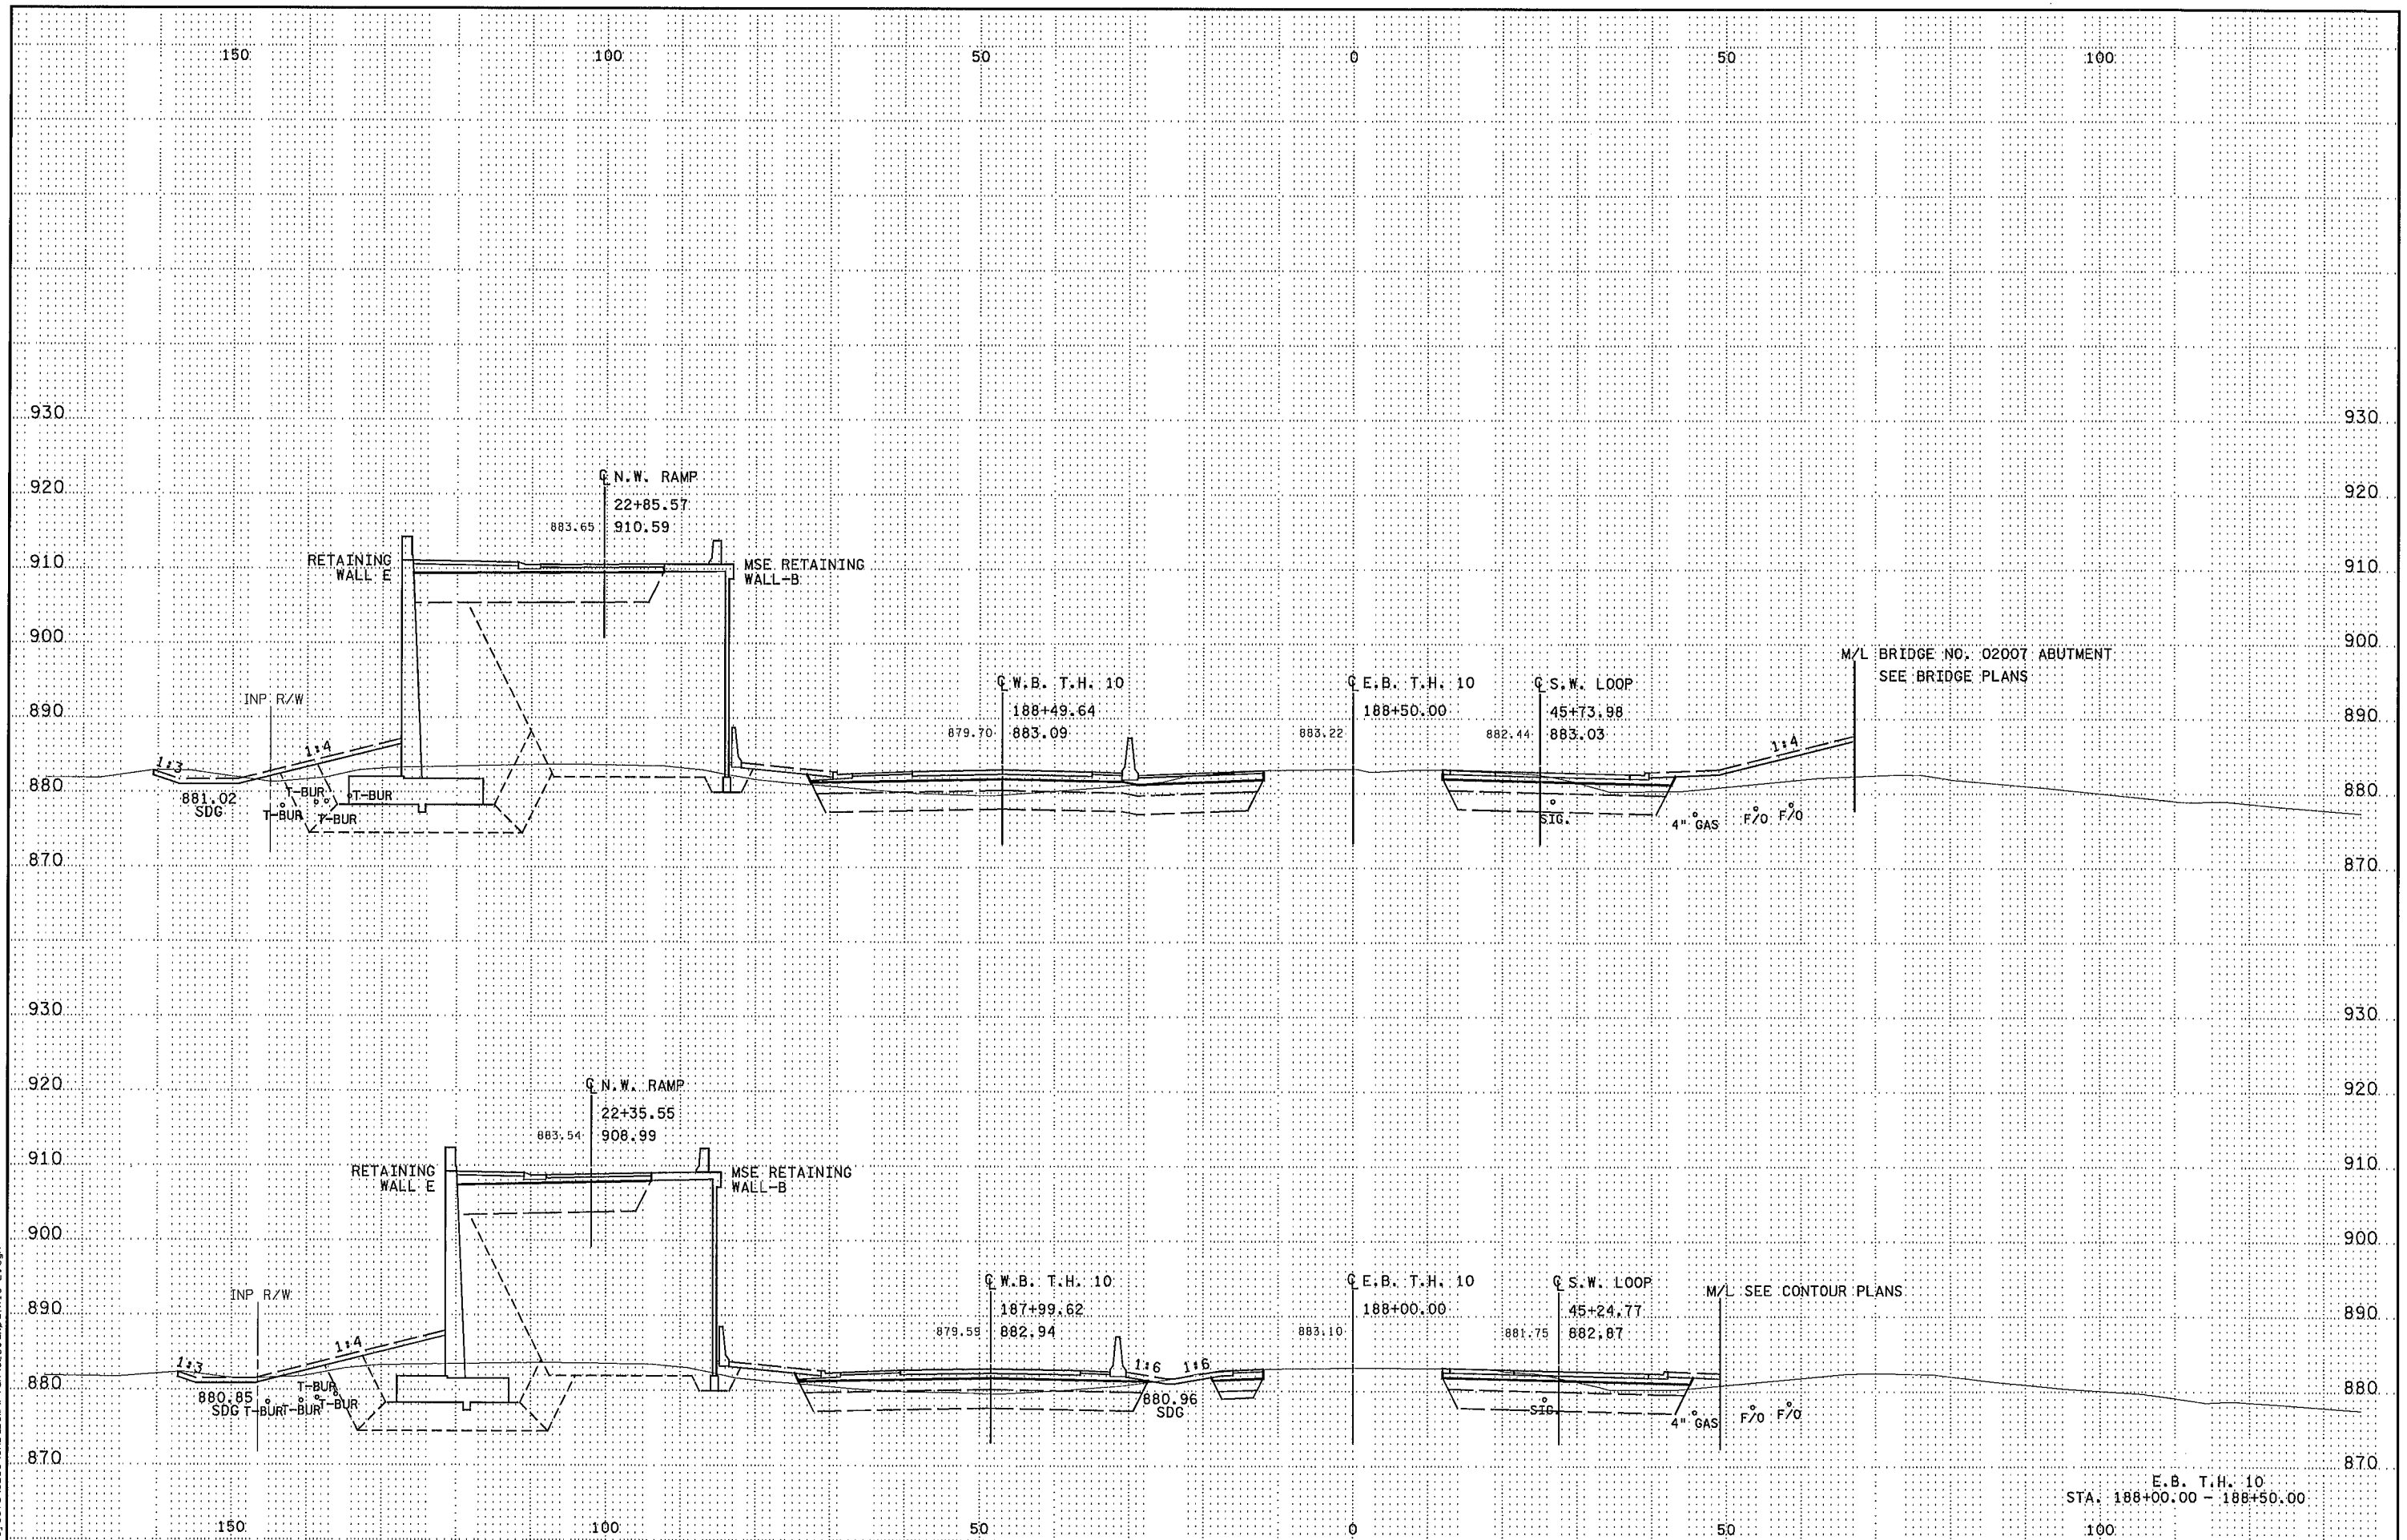 150 100 50 0 50 100
930 930
920 920
℄ N.W. RAMP
22+85.57
883.65 910.59
910 910
RETAINING
WALL E
MSE RETAINING
WALL-B
900 900
M/L BRIDGE NO. 02007 ABUTMENT
SEE BRIDGE PLANS
INP R/W
℄ W.B. T.H. 10
188+49.64
879.70 883.09
℄ E.B. T.H. 10
188+50.00
883.22
℄ S.W. LOOP
45+73.98
882.44 883.03
890 890
1:3
1:4
1:4
880 880
881.02
SDG
T-BUR
T-BUR
T-BUR
T-BUR
SIG.
4" GAS
F/O F/O
870 870
930 930
920 920
℄ N.W. RAMP
22+35.55
883.54 908.99
910 910
RETAINING
WALL E
MSE RETAINING
WALL-B
900 900
INP R/W
℄ W.B. T.H. 10
187+99.62
879.59 882.94
℄ E.B. T.H. 10
188+00.00
883.10
℄ S.W. LOOP
45+24.77
881.75 882.87
M/L SEE CONTOUR PLANS
890 890
1:3
1:4
1:6 1:6
880 880
880.85
SDG
T-BUR
T-BUR
T-BUR
T-BUR
880.96
SDG
SIG.
4" GAS
F/O F/O
870 870
E.B. T.H. 10
STA. 188+00.00 - 188+50.00
150 100 50 0 50 100